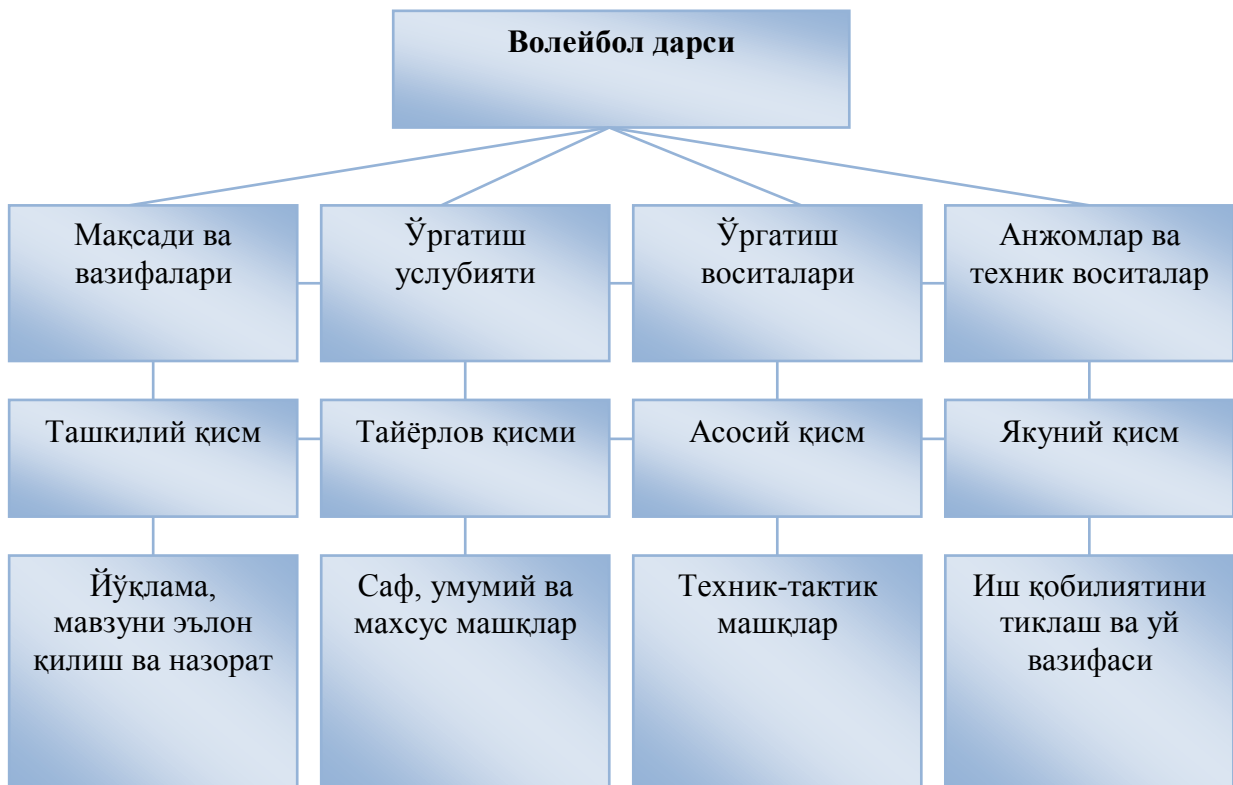 Волейбол дарси
Мақсади ва
вазифалари
Ўргатиш
услубияти
Ўргатиш
воситалари
Анжомлар ва
техник воситалар
Ташкилий қисм
Тайёрлов қисми
Асосий қисм
Якуний қисм
Йўқлама,
мавзуни эълон
қилиш ва назорат
Саф, умумий ва
махсус машқлар
Техник-тактик
машқлар
Иш қобилиятини
тиклаш ва уй
вазифаси